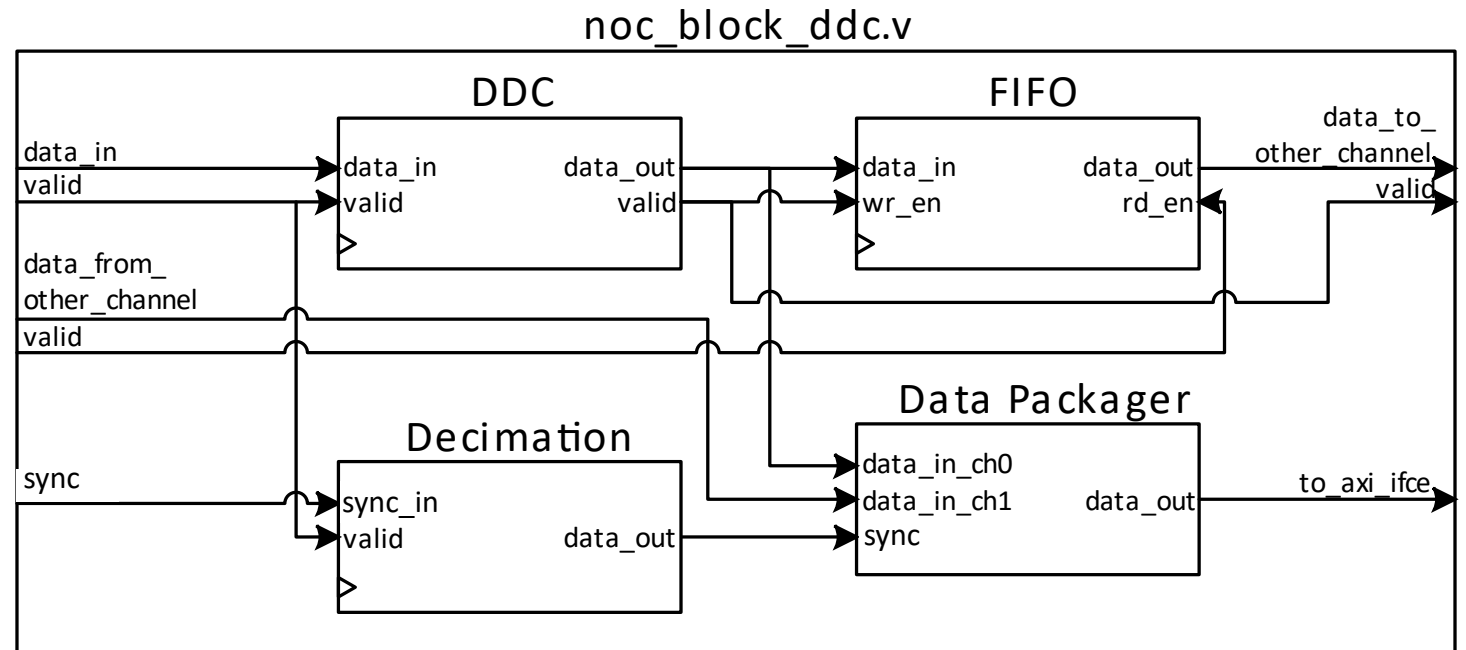 noc_block_ddc.v
DDC
FIFO
data_in
valid
data_in
valid
data_out
valid
data_in
wr_en
data_out
rd_en
data_to_
other_channel
valid
data_from_
other_channel
valid
Decimation
Data Packager
sync
sync_in
valid
data_out
data_in_ch0
data_in_ch1
sync
data_out
to_axi_ifce